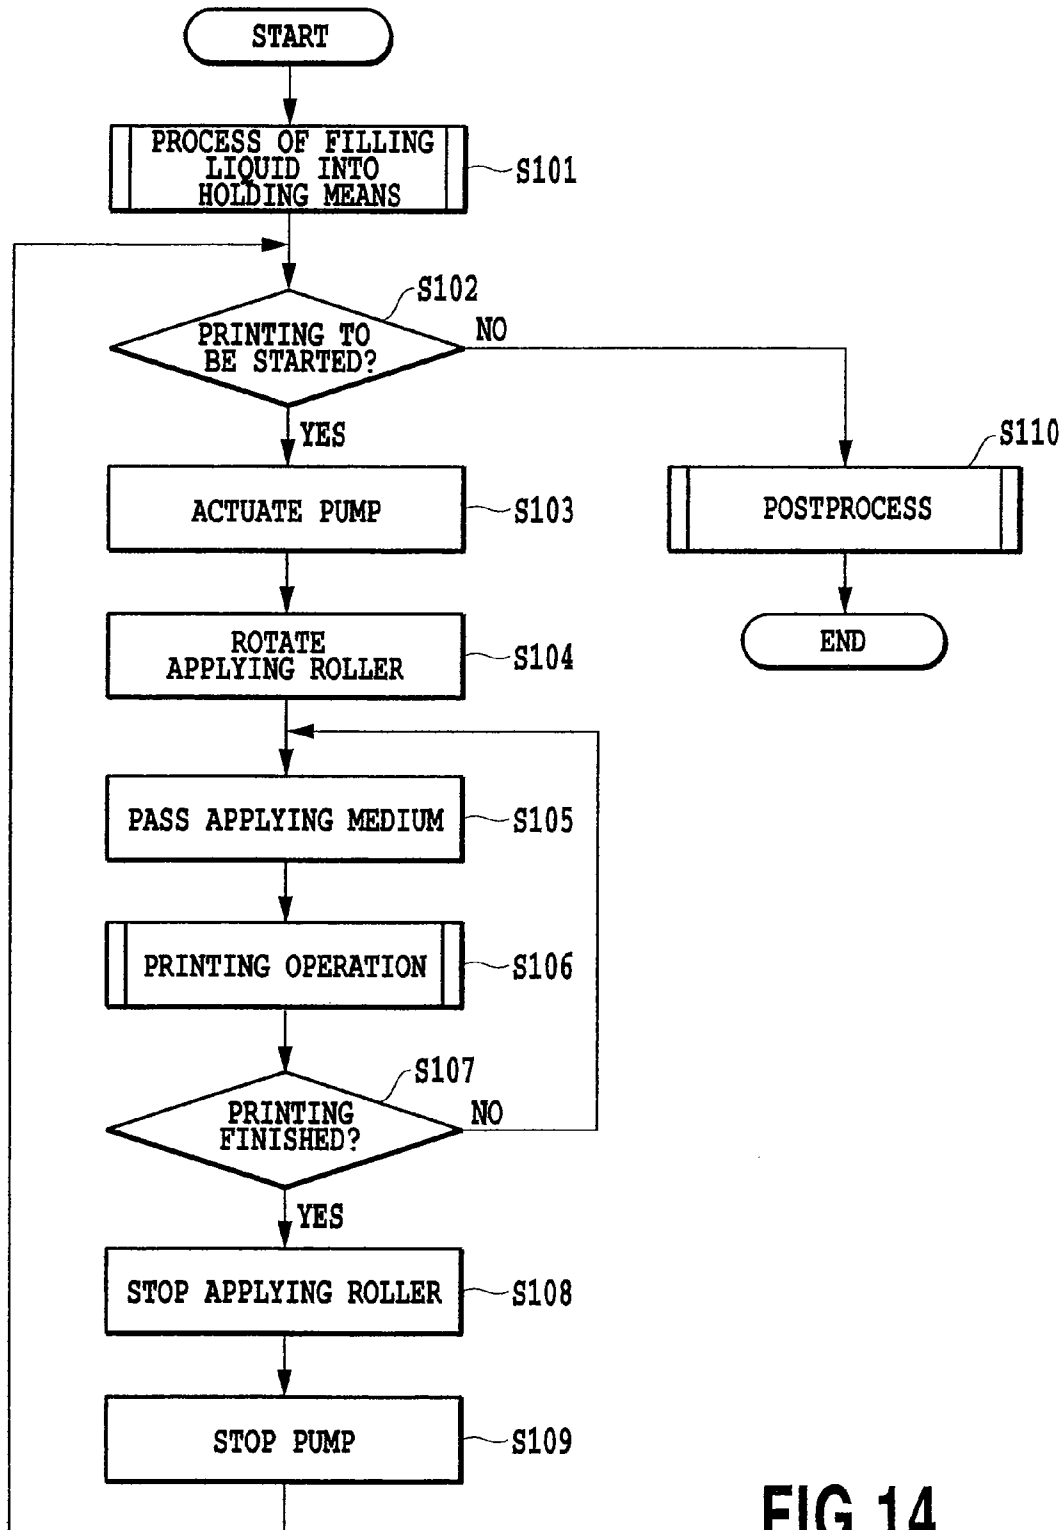 START
PROCESS OF FILLING
LIQUID INTO
HOLDING MEANS
S101
S102
PRINTING TO
BE STARTED?
NO
YES
S110
ACTUATE PUMP
S103
POSTPROCESS
ROTATE
APPLYING ROLLER
S104
END
PASS APPLYING MEDIUM
S105
PRINTING OPERATION
S106
S107
PRINTING
FINISHED?
NO
YES
STOP APPLYING ROLLER
S108
STOP PUMP
S109
FIG.14